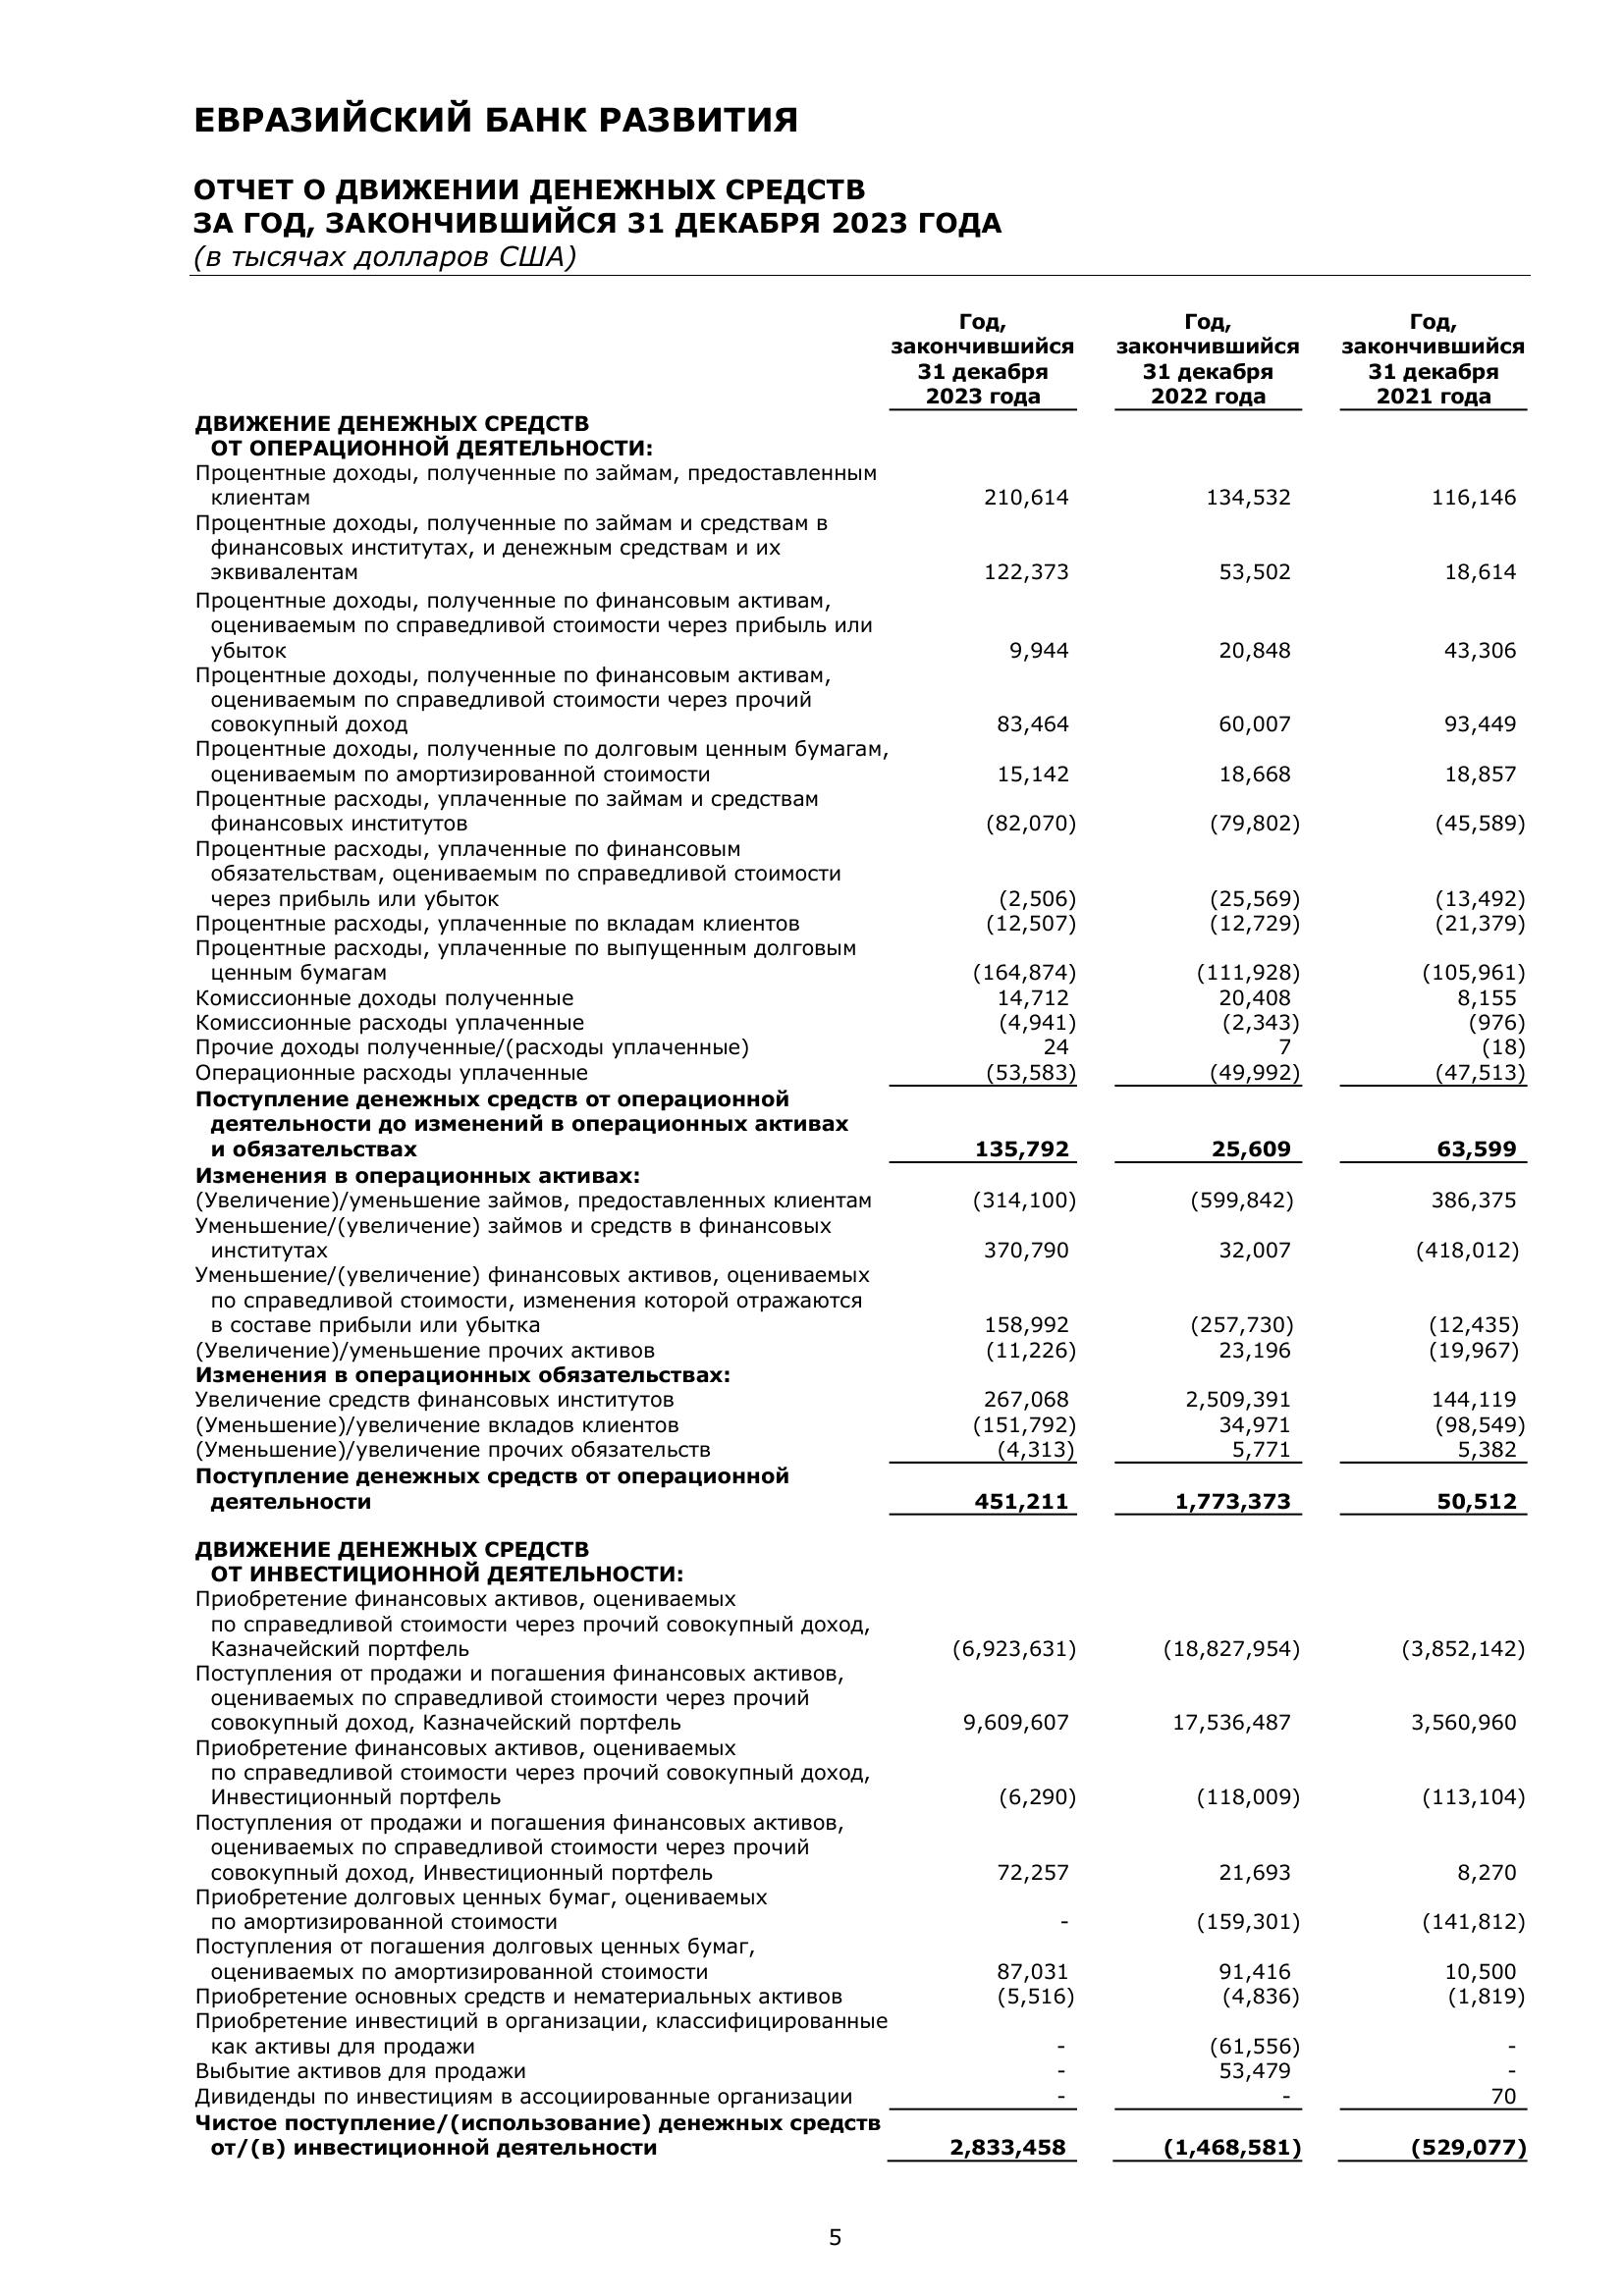 ЕВРАЗИЙСКИЙ БАНК РАЗВИТИЯ
ОТЧЕТ О ДВИЖЕНИИ ДЕНЕЖНЫХ СРЕДСТВ
ЗА ГОД, ЗАКОНЧИВШИЙСЯ 31 ДЕКАБРЯ 2023 ГОДА
(в тысячах долларов США)
Год, Год, Год,
закончившийся закончившийся закончившийся
31 декабря 31 декабря 31 декабря
2023 года 2022 года 2021 года
ДВИЖЕНИЕ ДЕНЕЖНЫХ СРЕДСТВ
ОТ ОПЕРАЦИОННОЙ ДЕЯТЕЛЬНОСТИ:
Процентные доходы, полученные по займам, предоставленным
клиентам 210,614 134,532 116,146
Процентные доходы, полученные по займам и средствам в
финансовых институтах, и денежным средствам и их
эквивалентам 122,373 53,502 18,614
Процентные доходы, полученные по финансовым активам,
оцениваемым по справедливой стоимости через прибыль или
убыток 9,944 20,848 43,306
Процентные доходы, полученные по финансовым активам,
оцениваемым по справедливой стоимости через прочий
совокупный доход 83,464 60,007 93,449
Процентные доходы, полученные по долговым ценным бумагам,
оцениваемым по амортизированной стоимости 15,142 18,668 18,857
Процентные расходы, уплаченные по займам и средствам
финансовых институтов (82,070) (79,802) (45,589)
Процентные расходы, уплаченные по финансовым
обязательствам, оцениваемым по справедливой стоимости
через прибыль или убыток (2,506) (25,569) (13,492)
Процентные расходы, уплаченные по вкладам клиентов (12,507) (12,729) (21,379)
Процентные расходы, уплаченные по выпущенным долговым
ценным бумагам (164,874) (111,928) (105,961)
Комиссионные доходы полученные 14,712 20,408 8,155
Комиссионные расходы уплаченные (4,941) (2,343) (976)
Прочие доходы полученные/(расходы уплаченные) 24 7 (18)
Операционные расходы уплаченные (53,583) (49,992) (47,513)
Поступление денежных средств от операционной
деятельности до изменений в операционных активах
и обязательствах 135,792 25,609 63,599
Изменения в операционных активах:
(Увеличение)/уменьшение займов, предоставленных клиентам (314,100) (599,842) 386,375
Уменьшение/(увеличение) займов и средств в финансовых
институтах 370,790 32,007 (418,012)
Уменьшение/(увеличение) финансовых активов, оцениваемых
по справедливой стоимости, изменения которой отражаются
в составе прибыли или убытка 158,992 (257,730) (12,435)
(Увеличение)/уменьшение прочих активов (11,226) 23,196 (19,967)
Изменения в операционных обязательствах:
Увеличение средств финансовых институтов 267,068 2,509,391 144,119
(Уменьшение)/увеличение вкладов клиентов (151,792) 34,971 (98,549)
(Уменьшение)/увеличение прочих обязательств (4,313) 5,771 5,382
Поступление денежных средств от операционной
деятельности 451,211 1,773,373 50,512
ДВИЖЕНИЕ ДЕНЕЖНЫХ СРЕДСТВ
ОТ ИНВЕСТИЦИОННОЙ ДЕЯТЕЛЬНОСТИ:
Приобретение финансовых активов, оцениваемых
по справедливой стоимости через прочий совокупный доход,
Казначейский портфель (6,923,631) (18,827,954) (3,852,142)
Поступления от продажи и погашения финансовых активов,
оцениваемых по справедливой стоимости через прочий
совокупный доход, Казначейский портфель 9,609,607 17,536,487 3,560,960
Приобретение финансовых активов, оцениваемых
по справедливой стоимости через прочий совокупный доход,
Инвестиционный портфель (6,290) (118,009) (113,104)
Поступления от продажи и погашения финансовых активов,
оцениваемых по справедливой стоимости через прочий
совокупный доход, Инвестиционный портфель 72,257 21,693 8,270
Приобретение долговых ценных бумаг, оцениваемых
по амортизированной стоимости - (159,301) (141,812)
Поступления от погашения долговых ценных бумаг,
оцениваемых по амортизированной стоимости 87,031 91,416 10,500
Приобретение основных средств и нематериальных активов (5,516) (4,836) (1,819)
Приобретение инвестиций в организации, классифицированные
как активы для продажи - (61,556) -
Выбытие активов для продажи - 53,479 -
Дивиденды по инвестициям в ассоциированные организации - - 70
Чистое поступление/(использование) денежных средств
от/(в) инвестиционной деятельности 2,833,458 (1,468,581) (529,077)
5